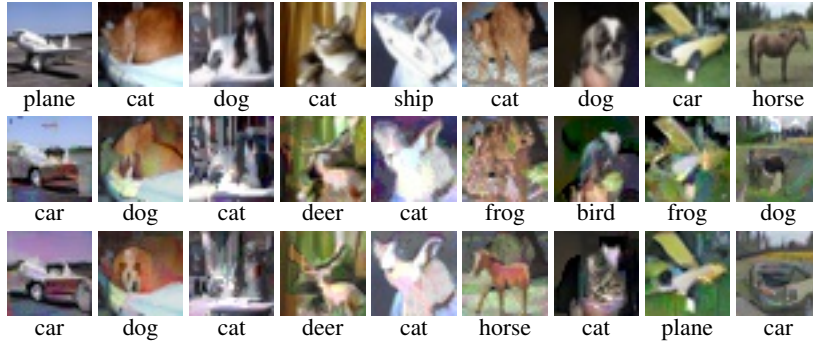 plane cat dog cat ship cat dog car horse
car dog cat deer cat frog bird frog dog
car dog cat deer cat horse cat plane car